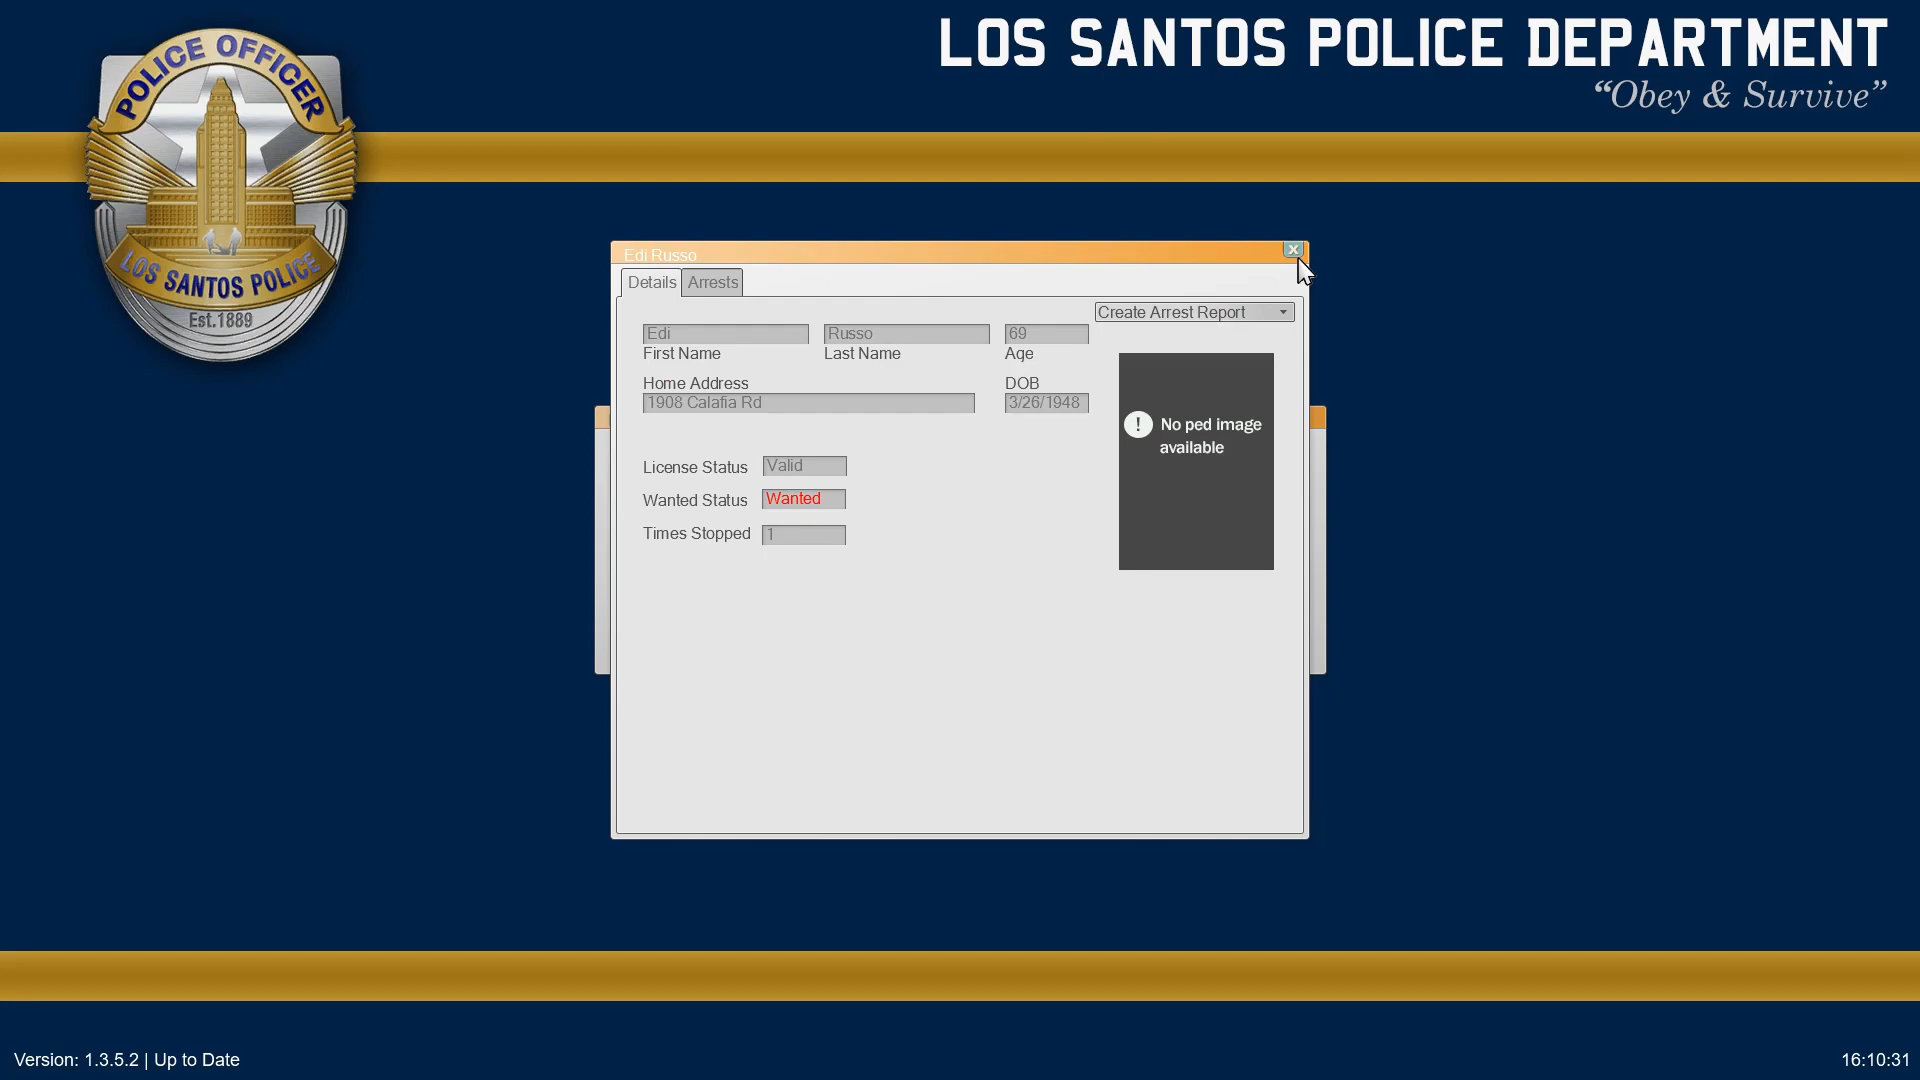 POLICE OFFICER
LOS SANTOS POLICE
Est.1889
LOS SANTOS POLICE DEPARTMENT
“Obey & Survive”
Edi Russo
Details
Arrests
Create Arrest Report
Edi
Russo
69
First Name
Last Name
Age
Home Address
DOB
1908 Calafia Rd
3/26/1948
! No ped image
available
License Status
Valid
Wanted Status
Wanted
Times Stopped
1
Version: 1.3.5.2 | Up to Date
16:10:31